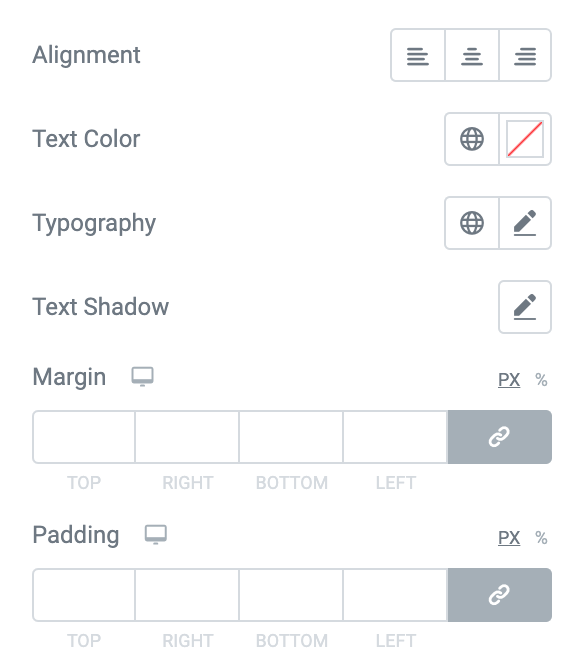 Alignment
Text Color
Typography
Text Shadow
Margin PX %
TOP RIGHT BOTTOM LEFT
Padding PX %
TOP RIGHT BOTTOM LEFT